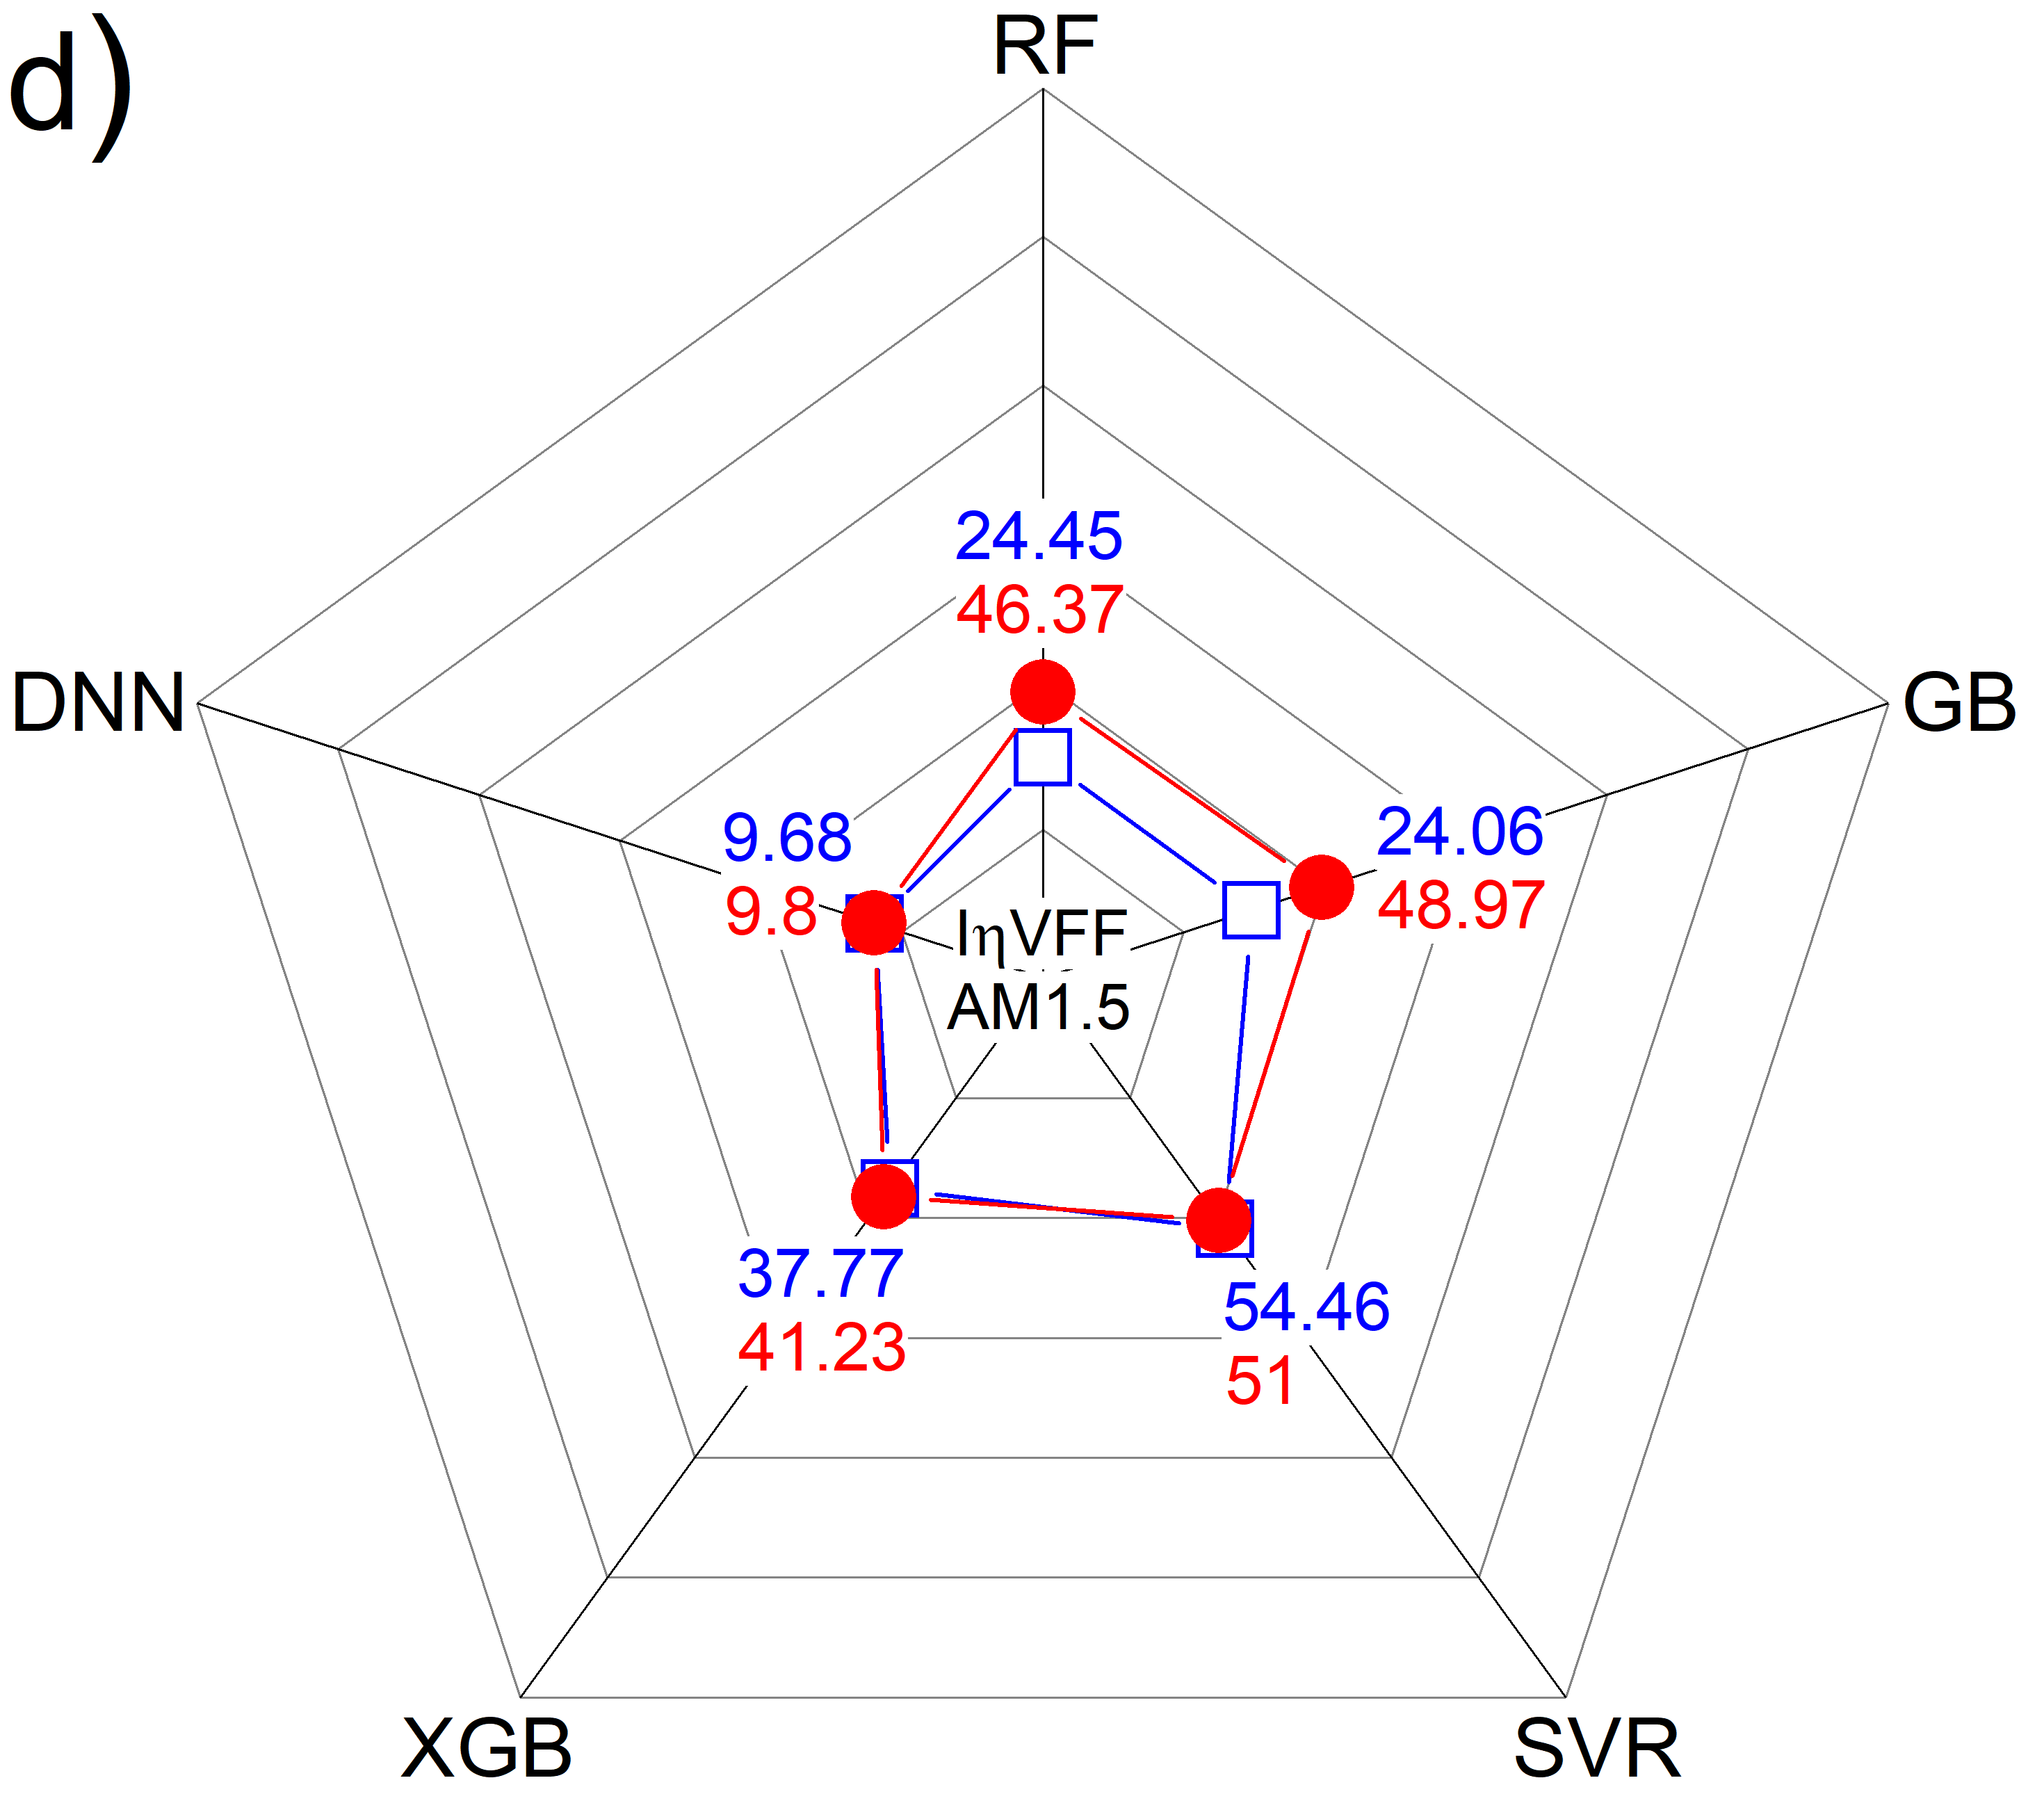 d)
RF
24.45
46.37
DNN
GB
9.68
9.8
24.06
48.97
IηVFF
AM1.5
37.77
41.23
54.46
51
XGB
SVR